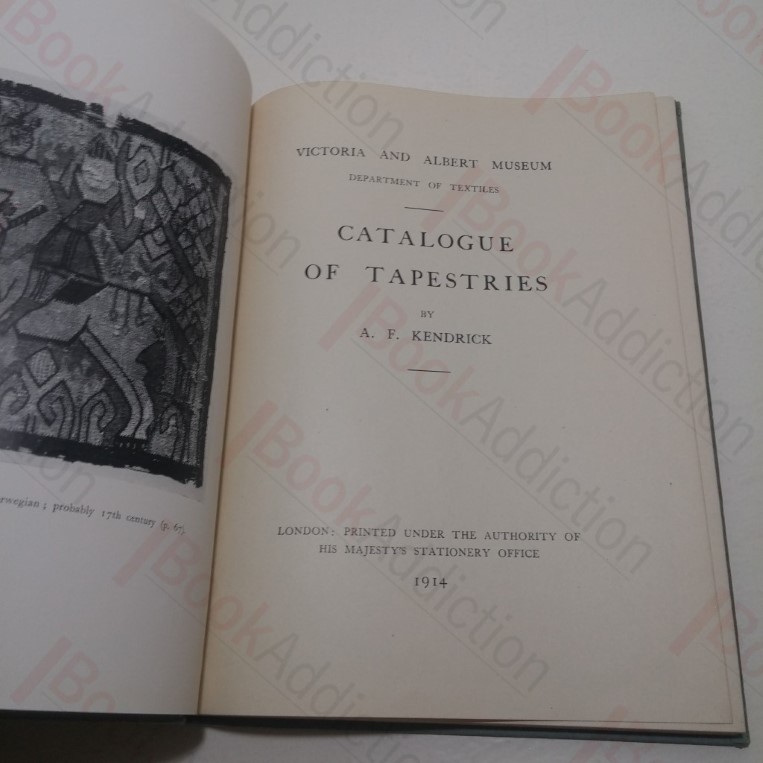 rwegian ; probably 17th century (p. 67).
VICTORIA AND ALBERT MUSEUM
DEPARTMENT OF TEXTILES
CATALOGUE
OF TAPESTRIES
BY
A. F. KENDRICK
LONDON: PRINTED UNDER THE AUTHORITY OF
HIS MAJESTY'S STATIONERY OFFICE
1914
BookAddiction